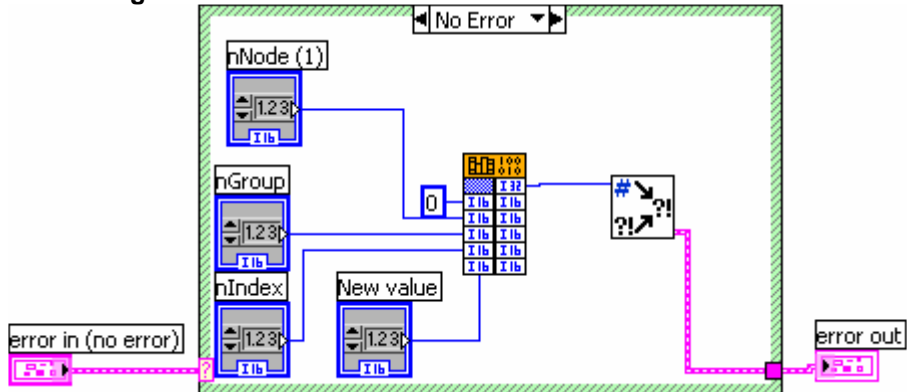 No Error
nNode (1)
1.23
I16
nGroup
1.23
I16
0
I32
I16 I16
I16 I16
I16 I16
I16 I16
I16 I16
#
?!
?!
nIndex
New value
1.23
1.23
I16
I16
error in (no error)
?
error out